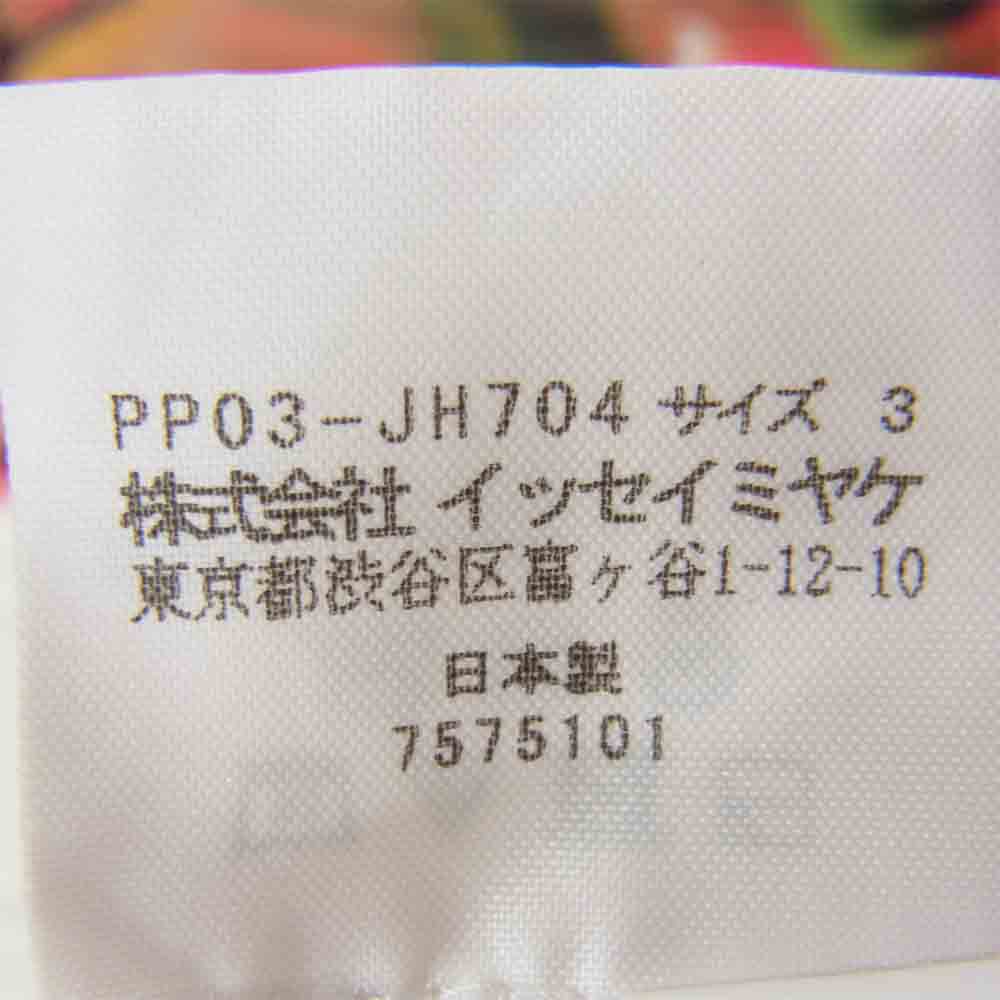 PP03-JH704 サイズ 3
株式会社 イッセイミヤケ
東京都渋谷区富ヶ谷1-12-10
日本製
7575101